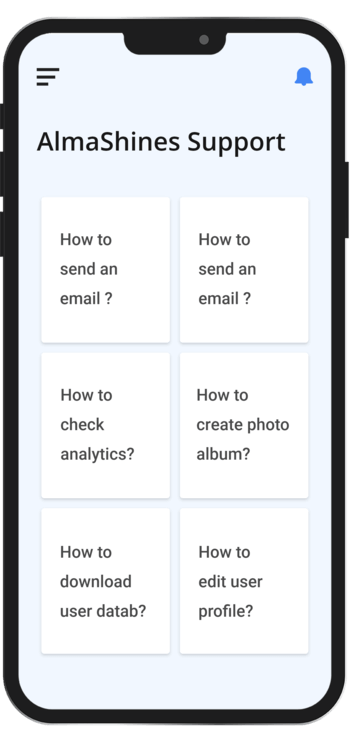 AlmaShines Support
How to
send an
email ?
How to
send an
email ?
How to
check
analytics?
How to
create photo
album?
How to
download
user datab?
How to
edit user
profile?